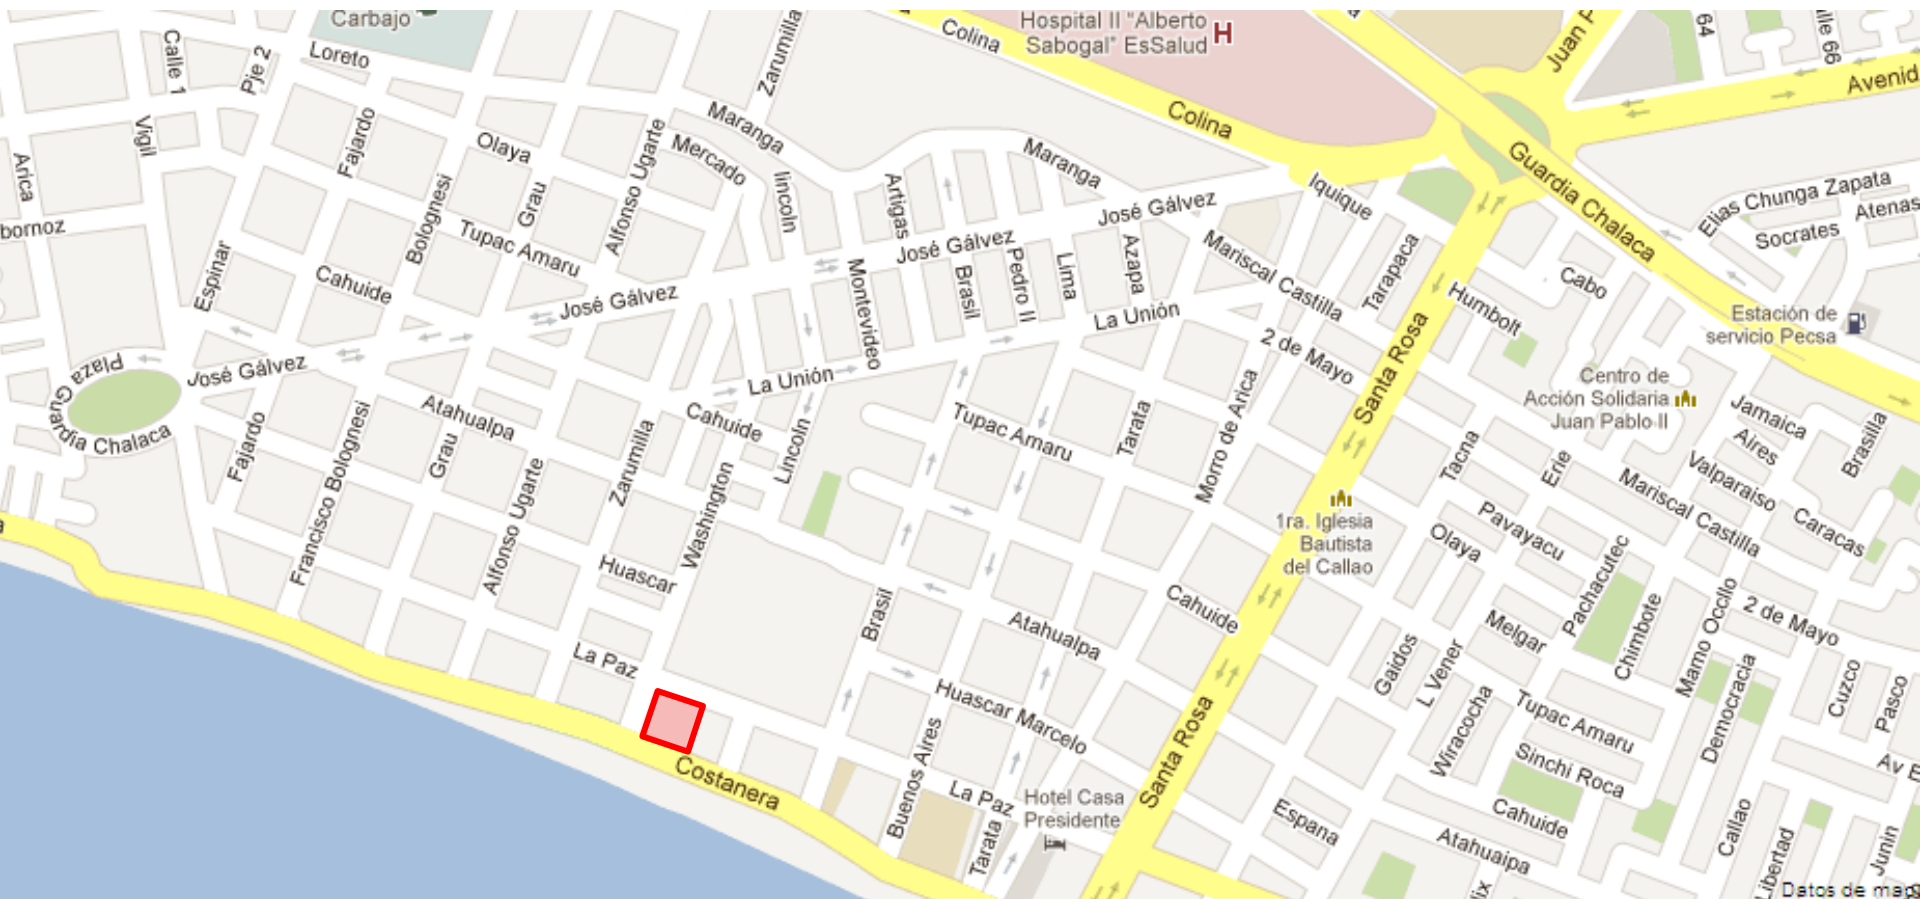 Carbajo
Hospital II "Alberto
Sabogal" EsSalud
H
Colina
Zarumilla
Calle 1
Pje 2
Loreto
Juan P
64
lle 66
Avenid
Colina
Maranga
Mercado
Olaya
Fajardo
Vigil
Arica
Alfonso Ugarte
lincoln
Artigas
Maranga
Guardia Chalaca
Iquique
Elias Chunga Zapata
Atenas
Socrates
bornoz
Bolognesi
Grau
Tupac Amaru
José Gálvez
José Gálvez
Espinar
Cahuide
José Gálvez
Montevideo
Brasil
Pedro II
Lima
Azapa
Mariscal Castilla
Tarapaca
Humbolt
Cabo
Estación de
servicio Pecsa
La Unión
2 de Mayo
Santa Rosa
Plaza Guardia Chalaca
José Gálvez
La Unión
Centro de
Acción Solidaria
Juan Pablo II
Jamaica
Aires
Brasilla
Atahualpa
Cahuide
Tupac Amaru
Tarata
Morro de Arica
Fajardo
Francisco Bolognesi
Grau
Alfonso Ugarte
Zarumilla
Washington
Lincoln
Tacna
Erie
Valparaiso
Mariscal Castilla
Caracas
1ra. Iglesia
Bautista
del Callao
Pavayacu
Olaya
Huascar
Brasil
Cahuide
Pachacutec
Chimbote
2 de Mayo
Atahualpa
Melgar
Gaidos
L. Vener
Mamo Occilo
La Paz
Huascar Marcelo
Wiracocha
Tupac Amaru
Democracia
Cuzco
Pasco
Santa Rosa
Sinchi Roca
Av E
Costanera
Buenos Aires
La Paz
Hotel Casa
Presidente
Tarata
Espana
Cahuide
Atahuaipa
Callao
Libertad
Junin
Datos de mapa